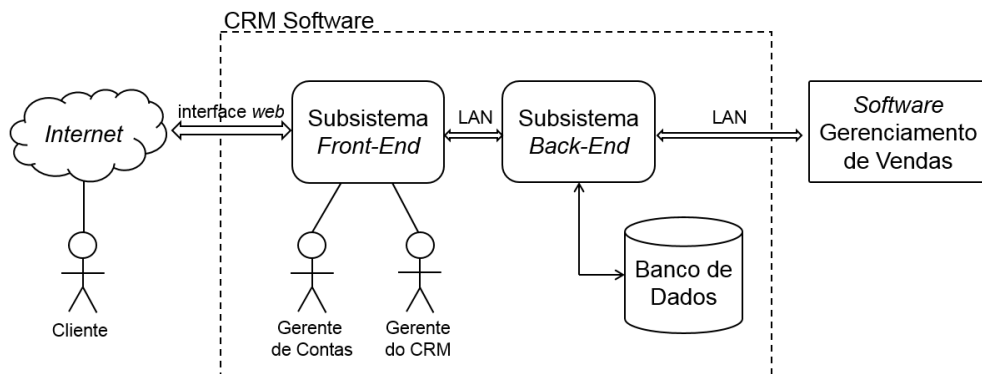 CRM Software
Internet
interface web
Subsistema
Front-End
LAN
Subsistema
Back-End
LAN
Software
Gerenciamento
de Vendas
Banco de
Dados
Cliente
Gerente
de Contas
Gerente
do CRM